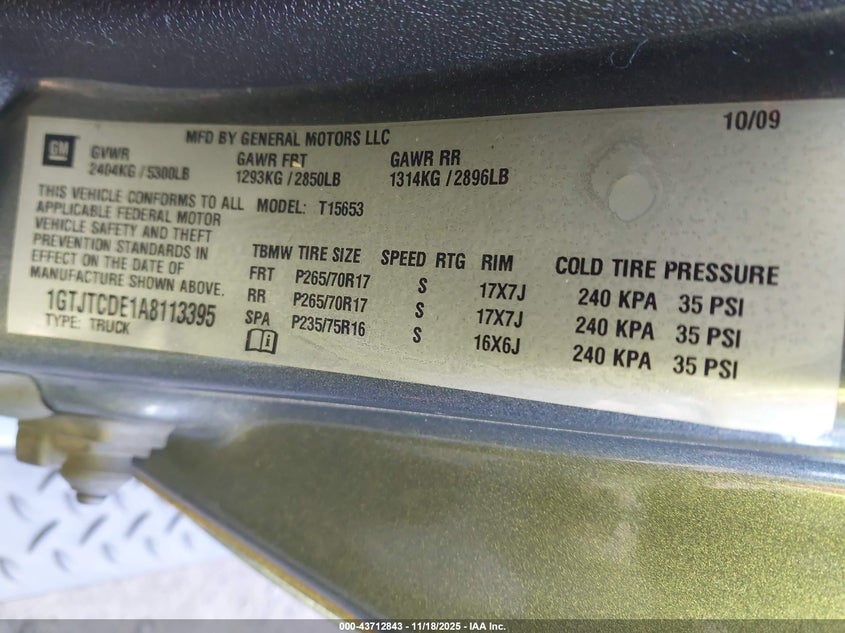 10/09
GM
MFD BY GENERAL MOTORS LLC
GVWR GAWR FRT GAWR RR
2404KG / 5300LB 1293KG / 2850LB 1314KG / 2896LB
THIS VEHICLE CONFORMS TO ALL
APPLICABLE FEDERAL MOTOR
VEHICLE SAFETY AND THEFT
PREVENTION STANDARDS IN
EFFECT ON THE DATE OF
MANUFACTURE SHOWN ABOVE.
1GTJTCDE1A8113395
TYPE: TRUCK
MODEL: T15653
TBMW TIRE SIZE SPEED RTG RIM COLD TIRE PRESSURE
FRT P265/70R17 S 17X7J 240 KPA 35 PSI
RR P265/70R17 S 17X7J 240 KPA 35 PSI
SPA P235/75R16 S 16X6J 240 KPA 35 PSI
000-43712843 - 11/18/2025 - IAA Inc.